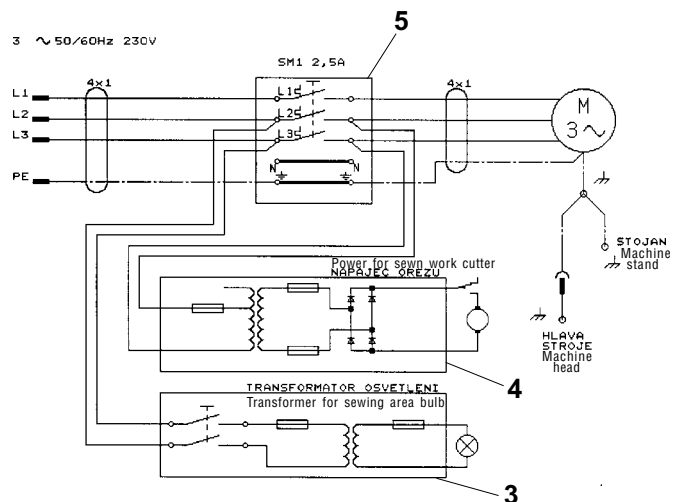 5
3 ∿ 50/60Hz 230V
SM1 2,5A
4x1
4x1
L1
L1
L2
L2
L3
L3
M
3 ∿
PE
N
N
STOJAN
Machine
stand
Power for sewn work cutter
NAPAJEC OREZU
HLAVA
STROJE
Machine
head
4
TRANSFORMATOR OSVETLENI
Transformer for sewing area bulb
3